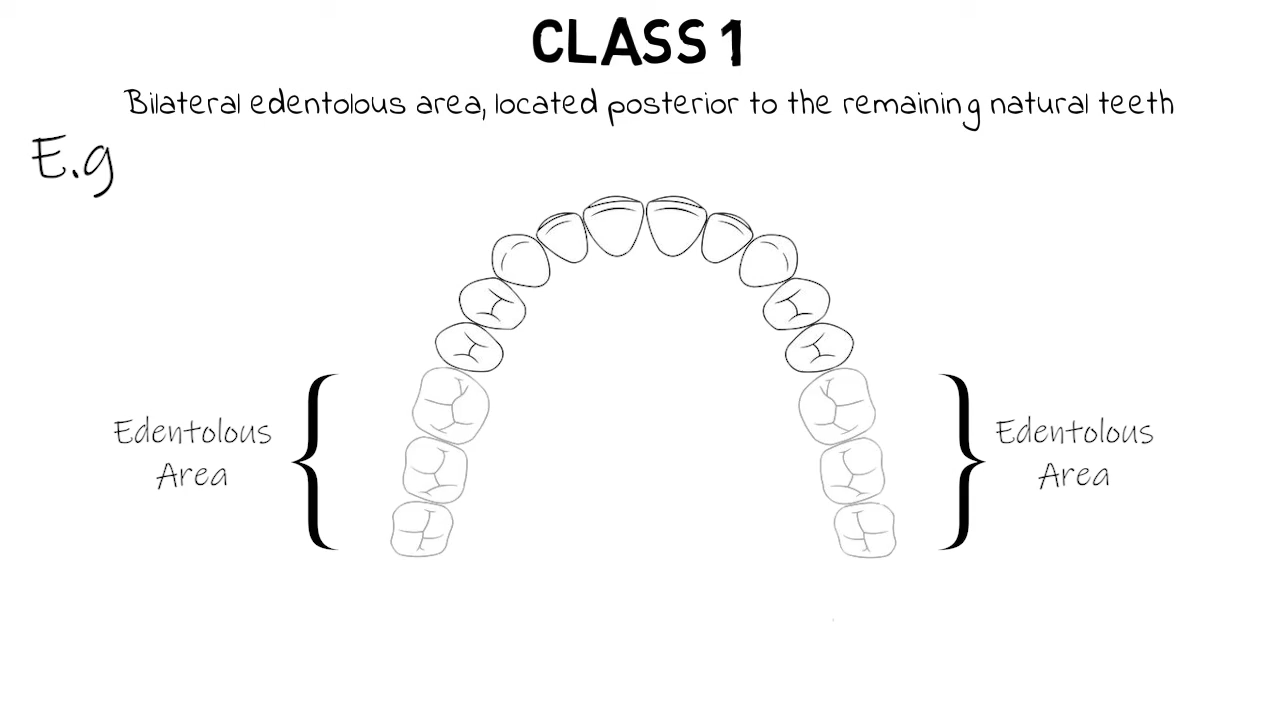 CLASS 1
Bilateral edentolous area, located posterior to the remaining natural teeth
E.g
Edentolous
Area
Edentolous
Area